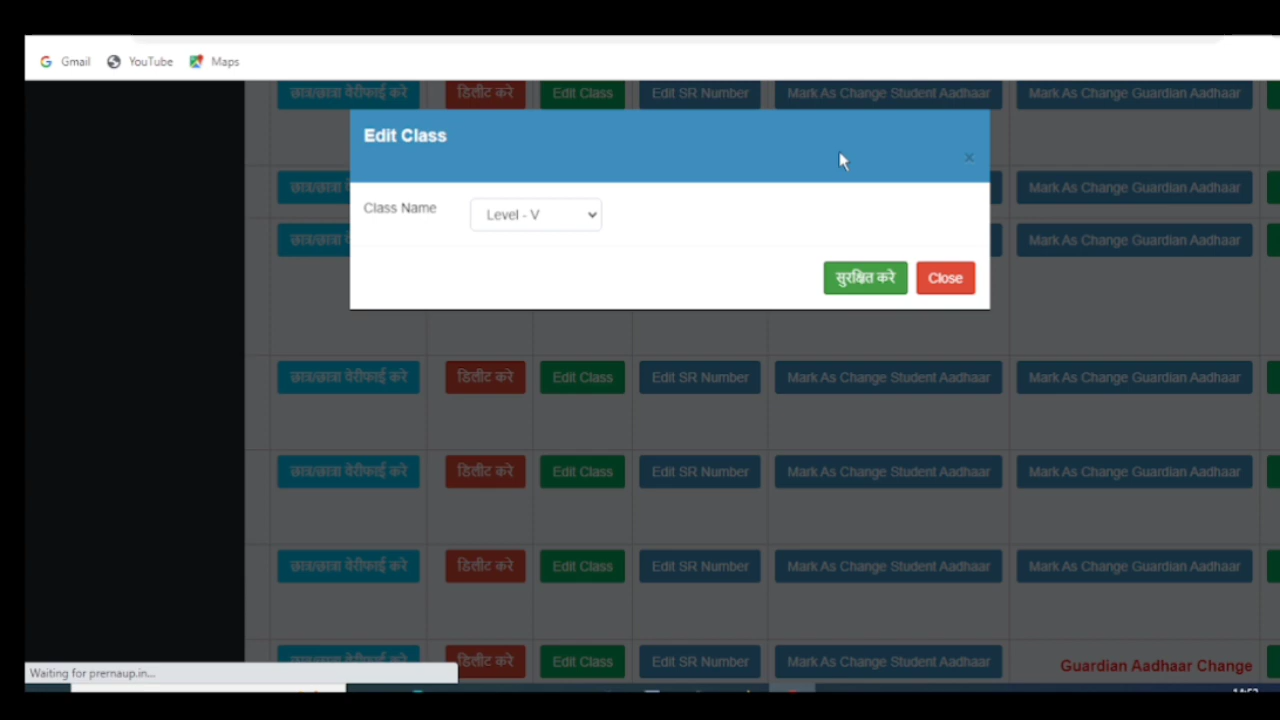 Gmail YouTube Maps
छात्र/छात्रा वेरीफाई करे डिलीट करे Edit Class Edit SR Number Mark As Change Student Aadhaar Mark As Change Guardian Aadhaar
Edit Class
×
Mark As Change Guardian Aadhaar
Class Name Level - V
Mark As Change Guardian Aadhaar
सुरक्षित करे Close
छात्र/छात्रा वेरीफाई करे डिलीट करे Edit Class Edit SR Number Mark As Change Student Aadhaar Mark As Change Guardian Aadhaar
छात्र/छात्रा वेरीफाई करे डिलीट करे Edit Class Edit SR Number Mark As Change Student Aadhaar Mark As Change Guardian Aadhaar
छात्र/छात्रा वेरीफाई करे डिलीट करे Edit Class Edit SR Number Mark As Change Student Aadhaar Mark As Change Guardian Aadhaar
डिलीट करे Edit Class Edit SR Number Mark As Change Student Aadhaar Guardian Aadhaar Change
Waiting for prernaup.in...